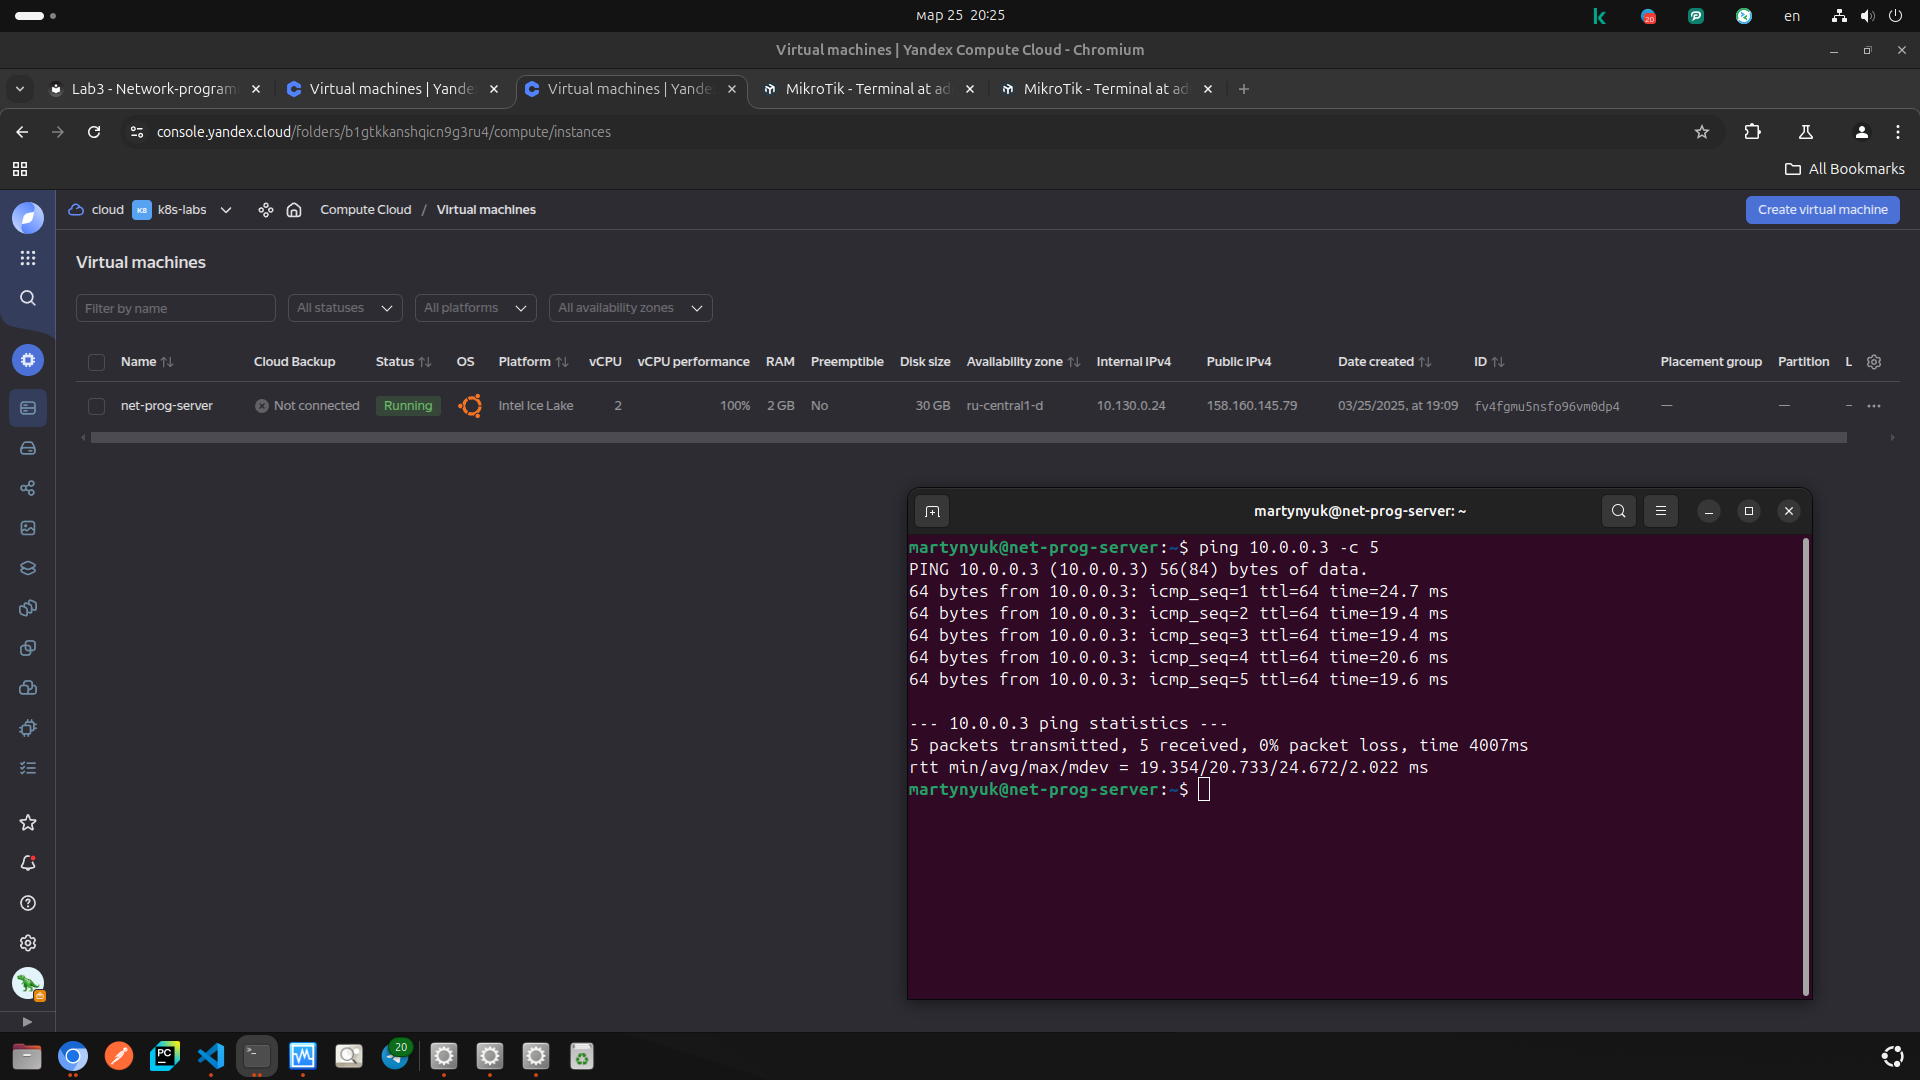 мар 25 20:25
en
Virtual machines | Yandex Compute Cloud - Chromium
Lab3 - Network-program
Virtual machines | Yande
Virtual machines | Yande
MikroTik - Terminal at ad
MikroTik - Terminal at ad
console.yandex.cloud/folders/b1gtkkanshqicn9g3ru4/compute/instances
All Bookmarks
cloud K8 k8s-labs Compute Cloud / Virtual machines
Create virtual machine
Virtual machines
Filter by name All statuses All platforms All availability zones
Name Cloud Backup Status OS Platform vCPU vCPU performance RAM Preemptible Disk size Availability zone Internal IPv4 Public IPv4 Date created ID Placement group Partition L
net-prog-server Not connected Running Intel Ice Lake 2 100% 2 GB No 30 GB ru-central1-d 10.130.0.24 158.160.145.79 03/25/2025, at 19:09 fv4fgmu5nsfo96vm0dp4 — — –
martynyuk@net-prog-server: ~
martynyuk@net-prog-server:~$ ping 10.0.0.3 -c 5
PING 10.0.0.3 (10.0.0.3) 56(84) bytes of data.
64 bytes from 10.0.0.3: icmp_seq=1 ttl=64 time=24.7 ms
64 bytes from 10.0.0.3: icmp_seq=2 ttl=64 time=19.4 ms
64 bytes from 10.0.0.3: icmp_seq=3 ttl=64 time=19.4 ms
64 bytes from 10.0.0.3: icmp_seq=4 ttl=64 time=20.6 ms
64 bytes from 10.0.0.3: icmp_seq=5 ttl=64 time=19.6 ms
--- 10.0.0.3 ping statistics ---
5 packets transmitted, 5 received, 0% packet loss, time 4007ms
rtt min/avg/max/mdev = 19.354/20.733/24.672/2.022 ms
martynyuk@net-prog-server:~$
PC
20